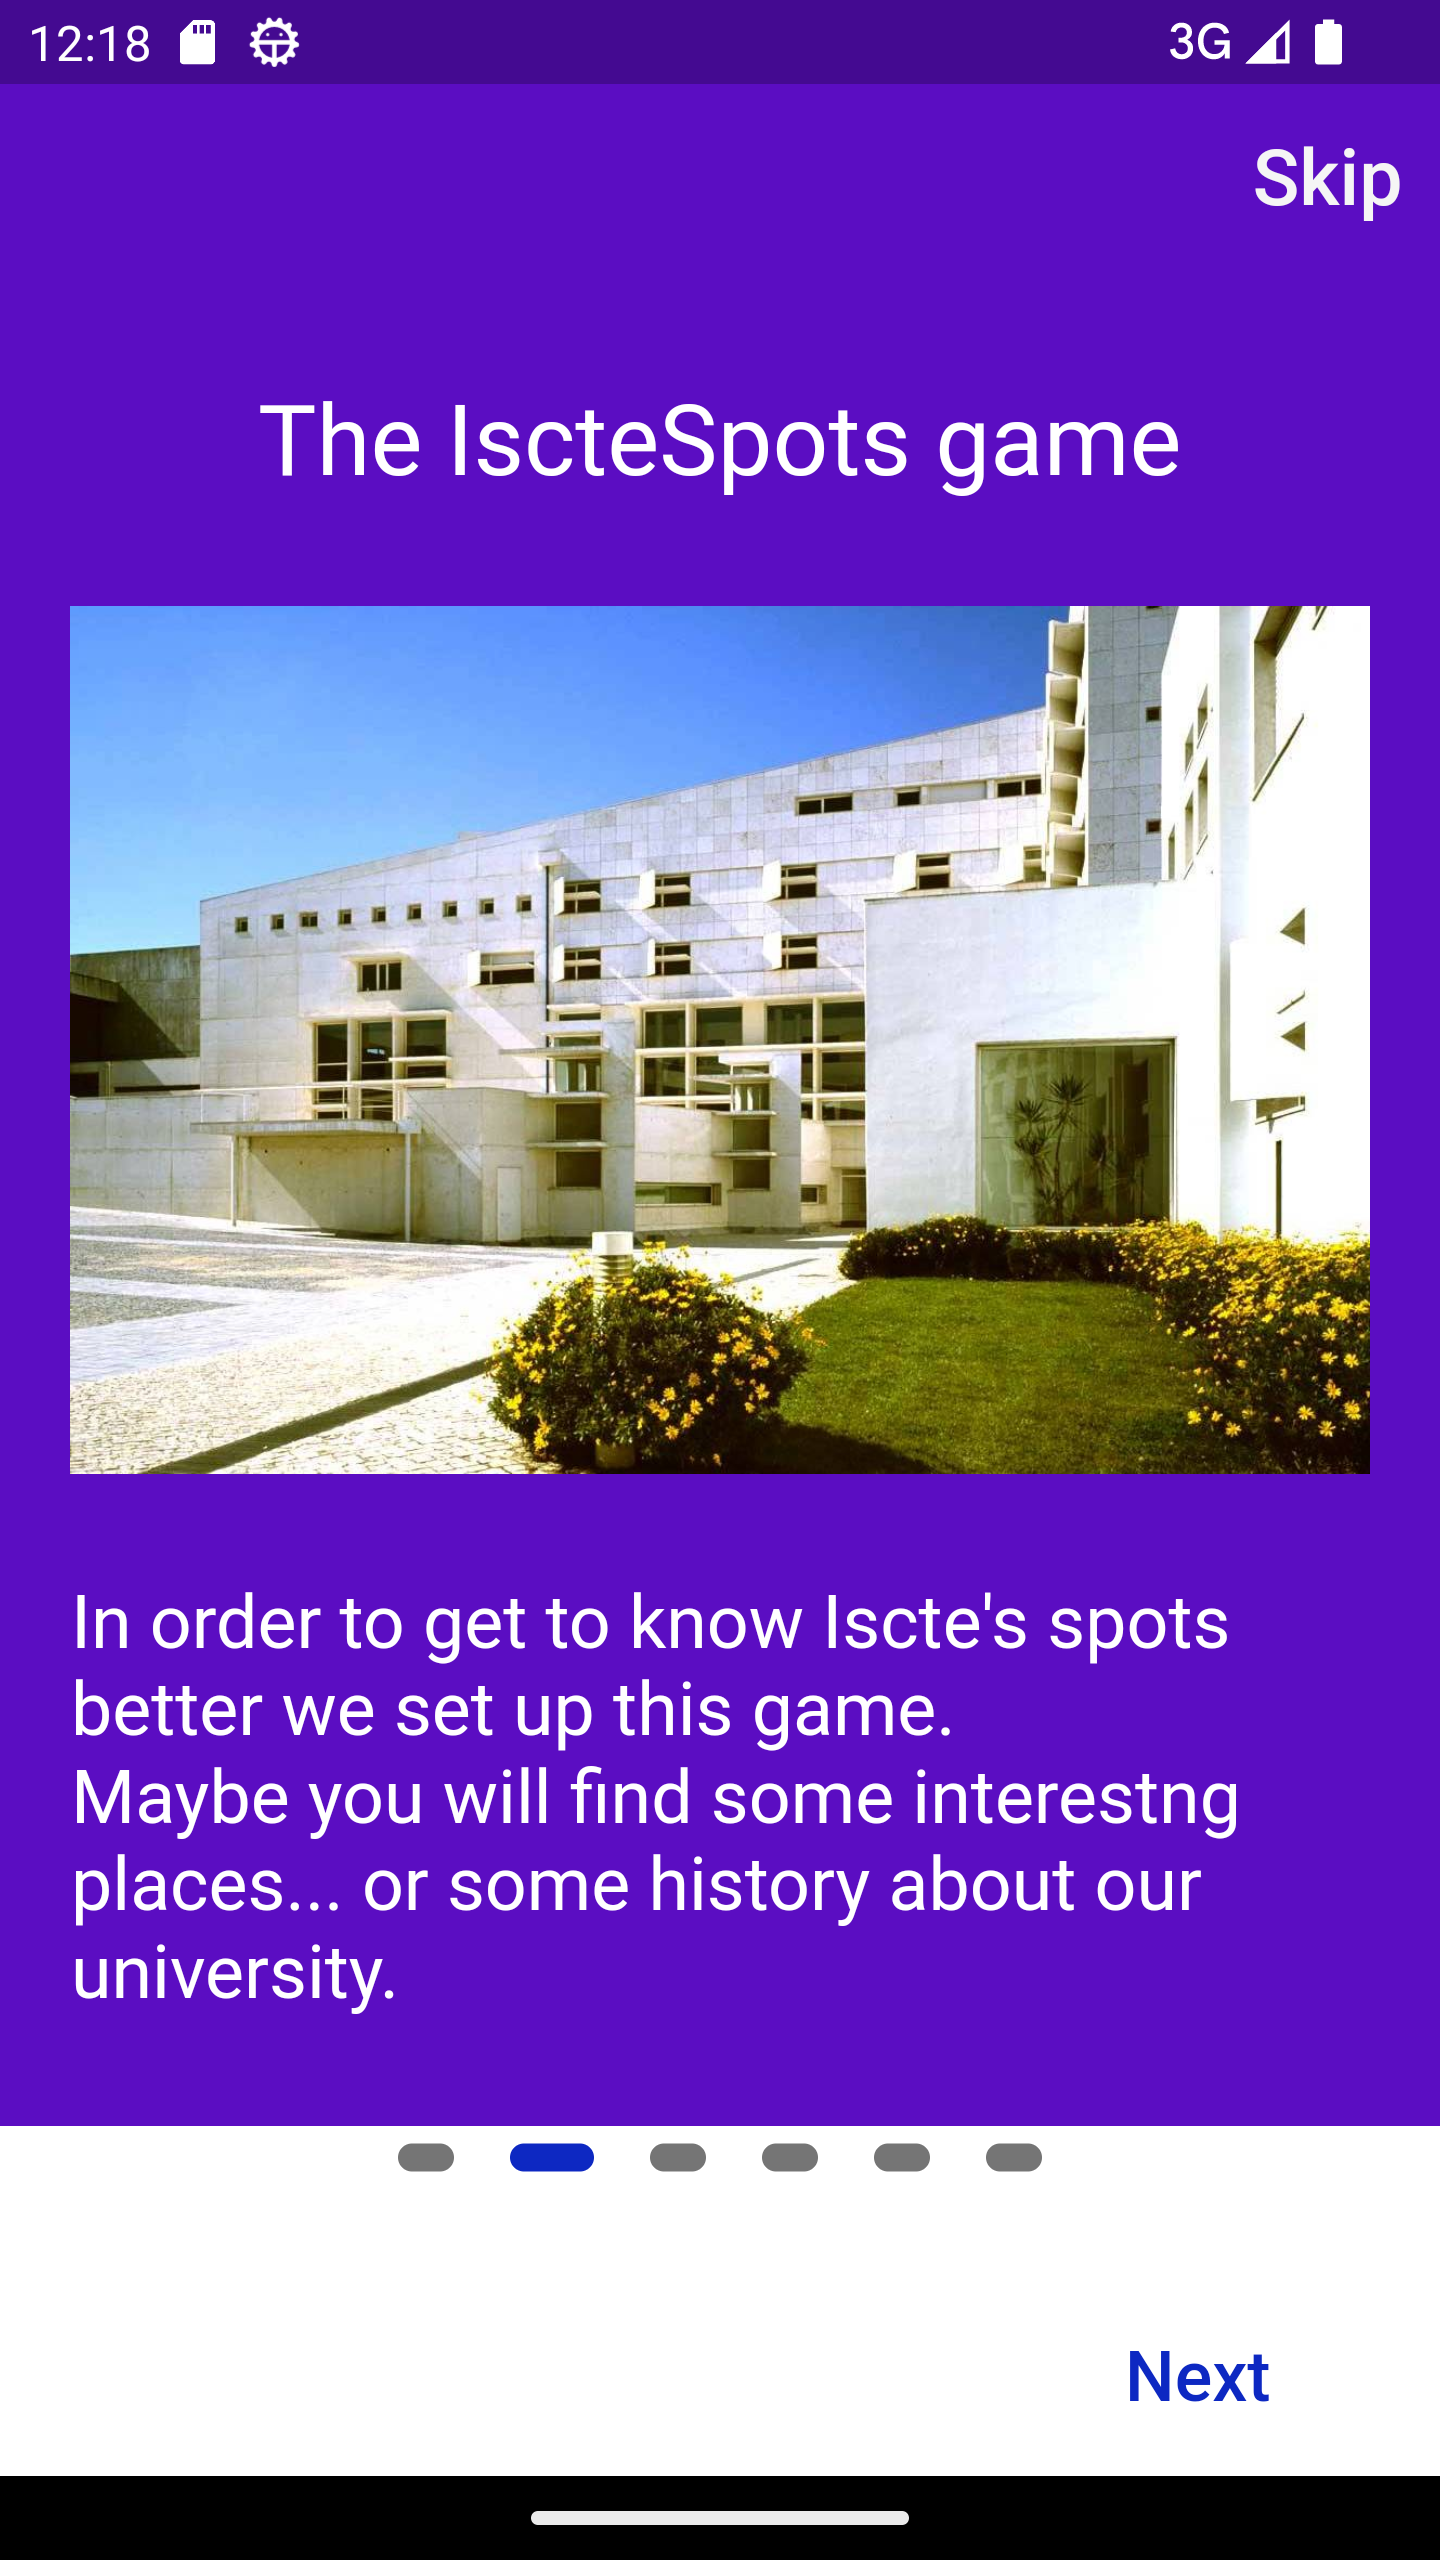 12:18
3G
Skip
The IscteSpots game
In order to get to know Iscte's spots
better we set up this game.
Maybe you will find some interestng
places... or some history about our
university.
Next